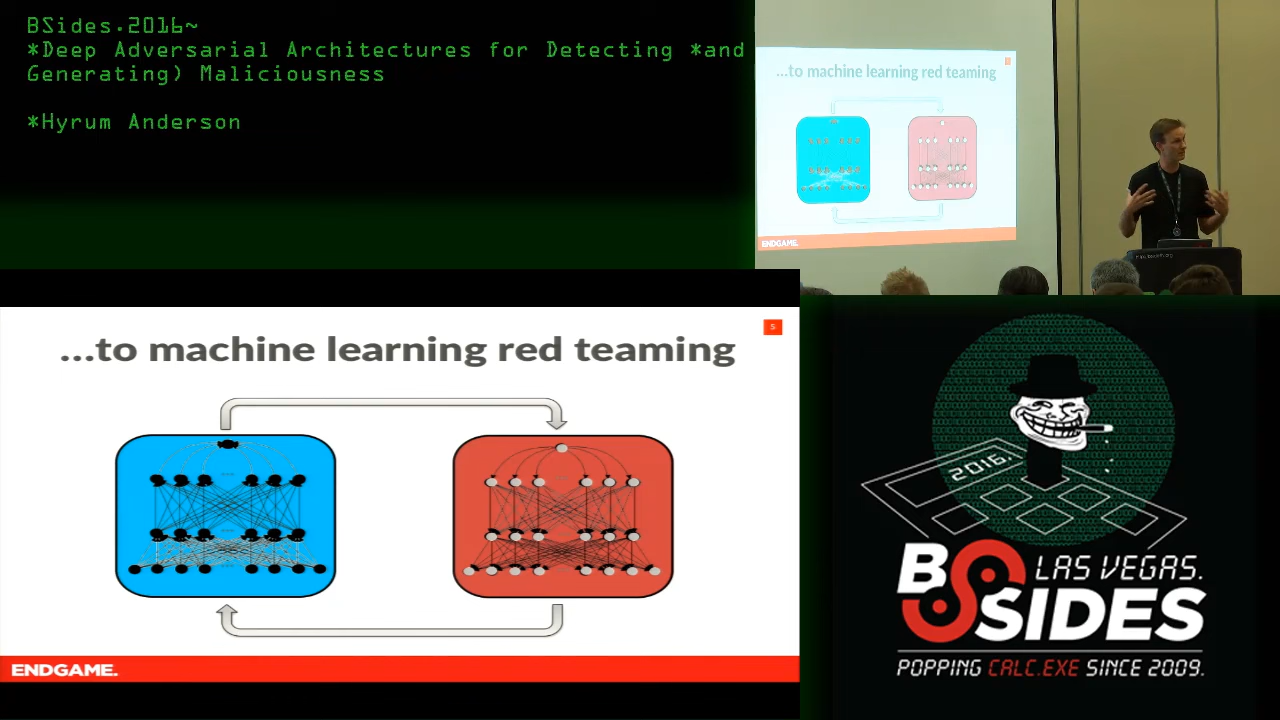 BSides.2016~
*Deep Adversarial Architectures for Detecting *and
Generating) Maliciousness
*Hyrum Anderson
...to machine learning red teaming
ENDGAME.
5
...to machine learning red teaming
ENDGAME.
2016.
BSIDES
LAS VEGAS.
POPPING CALC.EXE SINCE 2009.